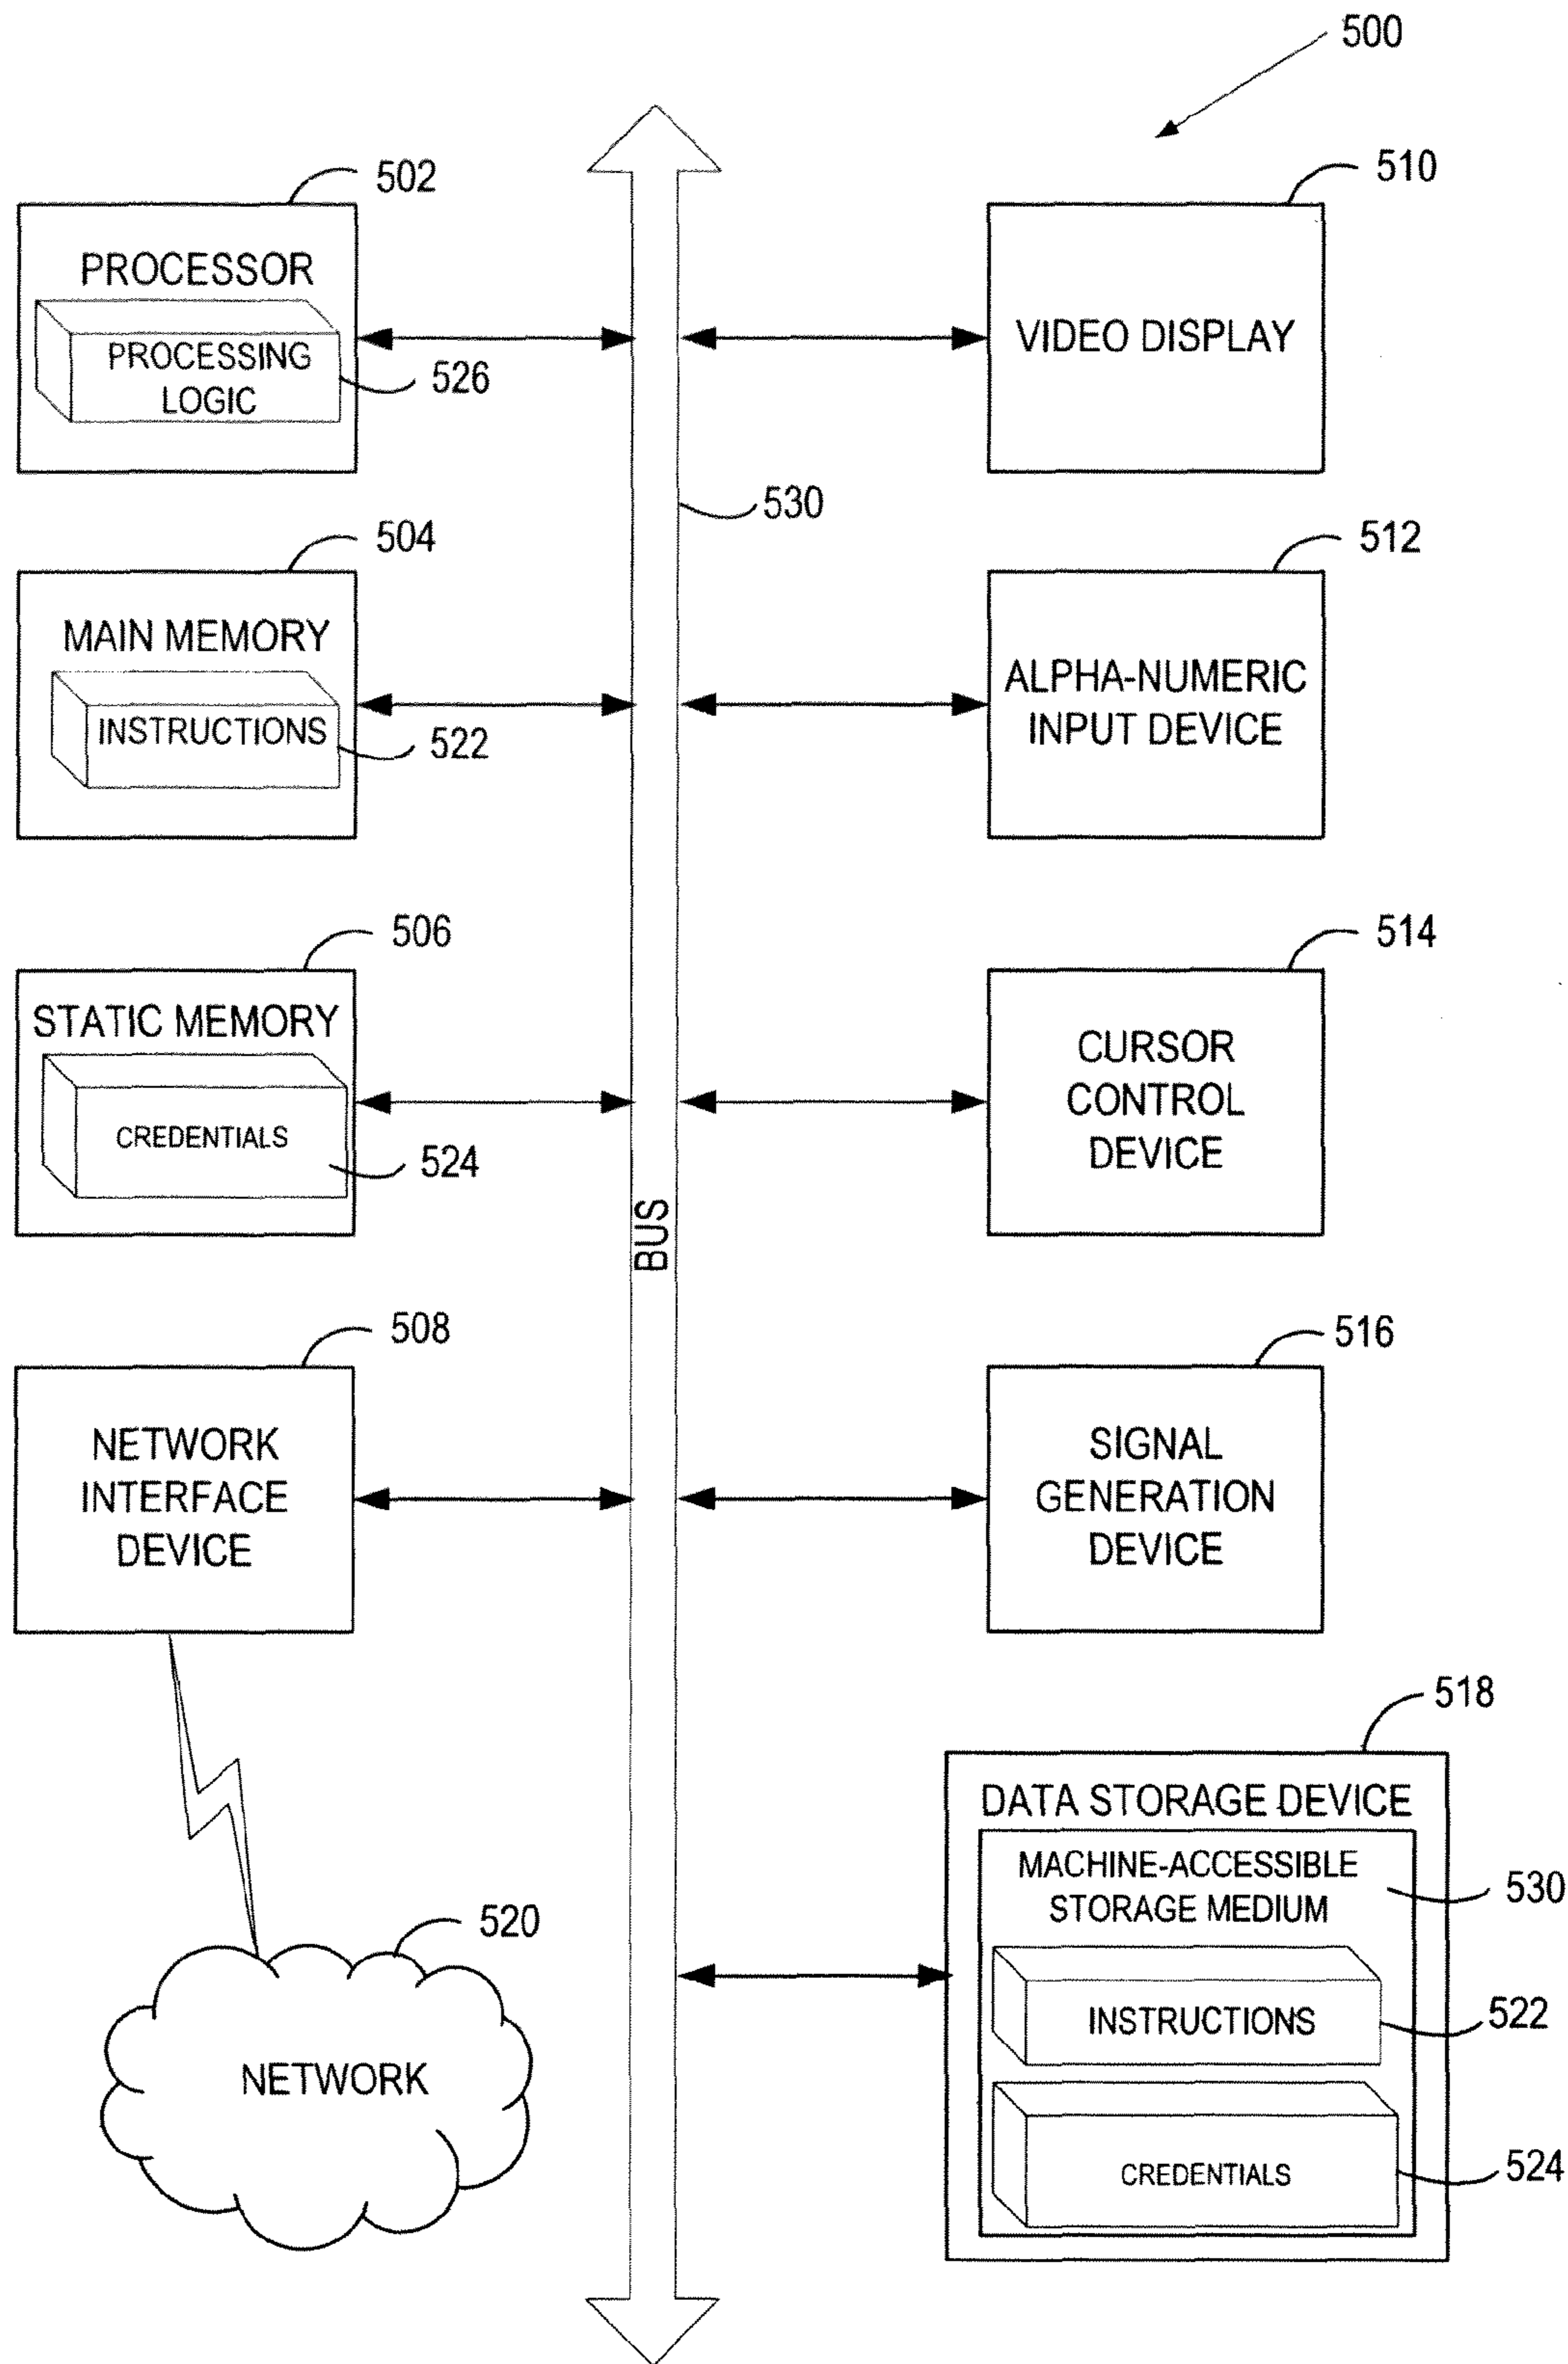 500
502
PROCESSOR
PROCESSING
LOGIC
526
510
VIDEO DISPLAY
530
504
MAIN MEMORY
INSTRUCTIONS
522
512
ALPHA-NUMERIC
INPUT DEVICE
506
STATIC MEMORY
CREDENTIALS
524
514
CURSOR
CONTROL
DEVICE
BUS
508
NETWORK
INTERFACE
DEVICE
516
SIGNAL
GENERATION
DEVICE
520
NETWORK
518
DATA STORAGE DEVICE
MACHINE-ACCESSIBLE
STORAGE MEDIUM
530
INSTRUCTIONS
522
CREDENTIALS
524